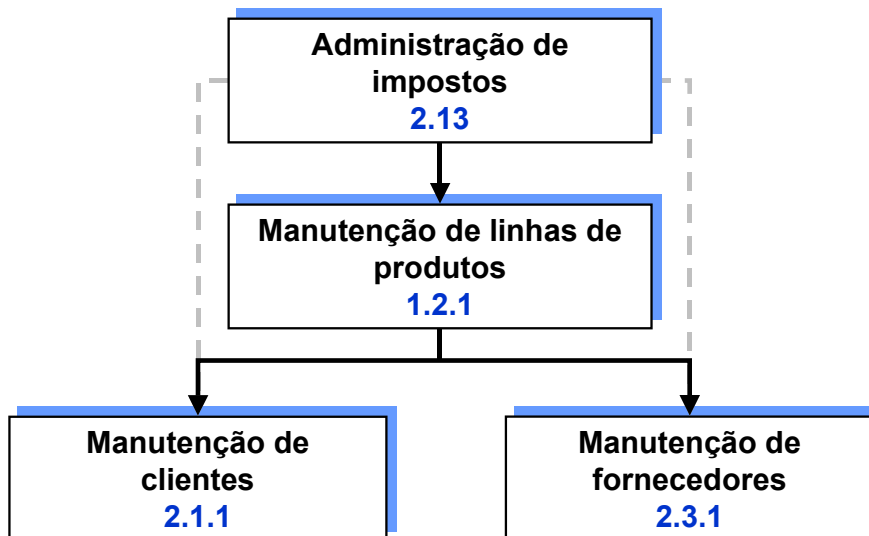 Administração de
impostos
2.13
Manutenção de linhas de
produtos
1.2.1
Manutenção de
clientes
2.1.1
Manutenção de
fornecedores
2.3.1